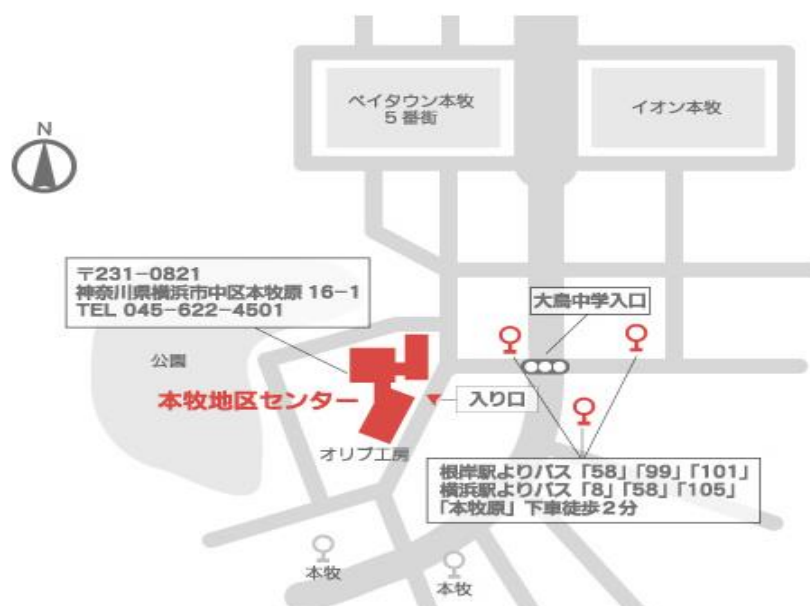 ベイタウン本牧
5番街
イオン本牧
N
〒231-0821
神奈川県横浜市中区本牧原 16-1
TEL 045-622-4501
大鳥中学入口
公園
本牧地区センター
入り口
オリブ工房
根岸駅よりバス「58」「99」「101」
横浜駅よりバス「8」「58」「105」
「本牧原」下車徒歩2分
本牧
本牧